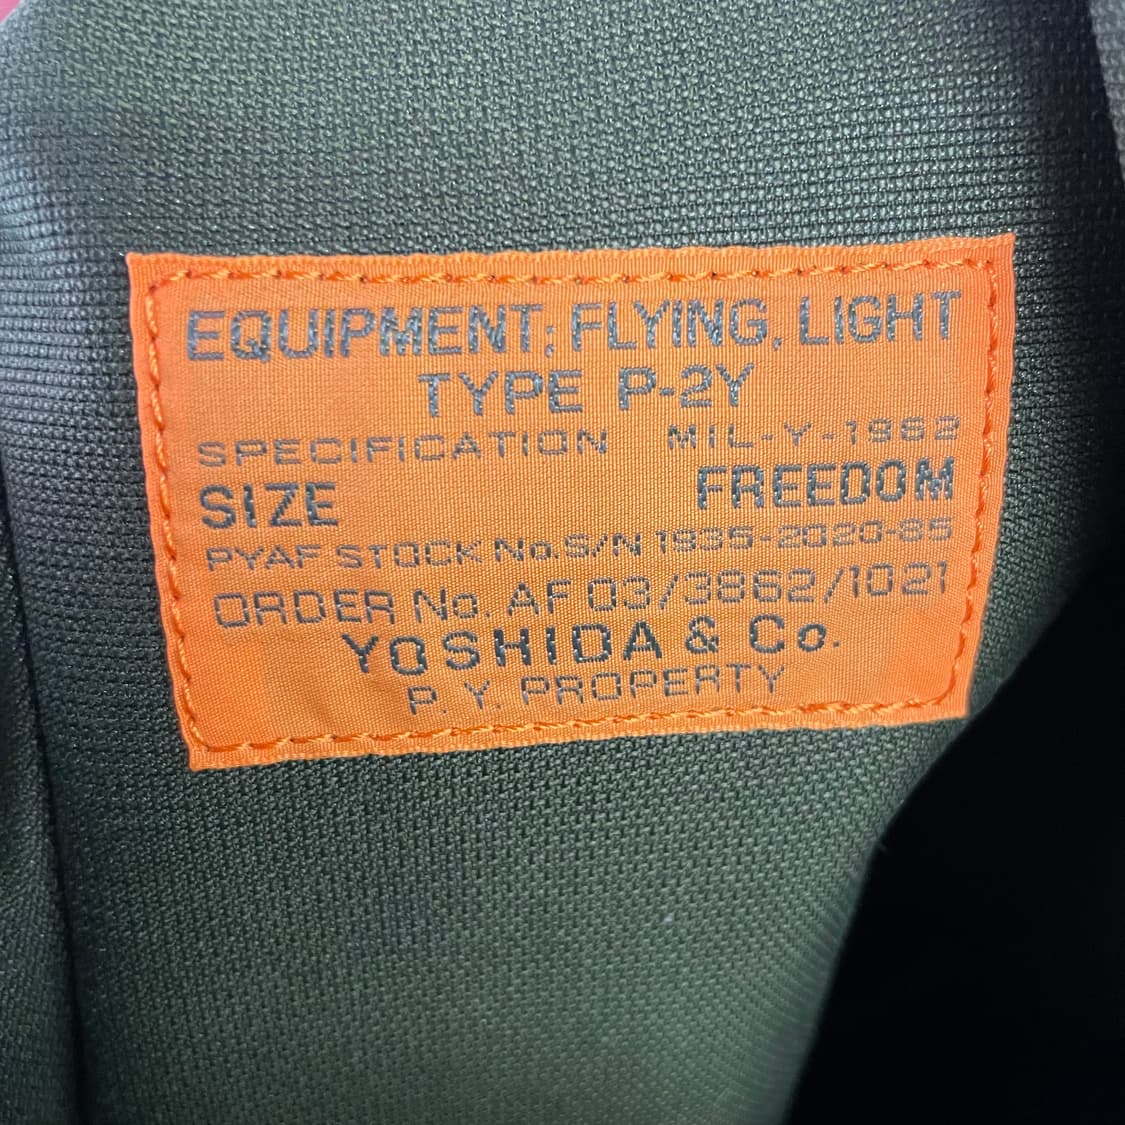 EQUIPMENT; FLYING, LIGHT
TYPE P-2Y
SPECIFICATION MIL-Y-1962
SIZE FREEDOM
PYAF STOCK No.S/N 1935-2020-85
ORDER No. AF 03/3862/1021
YOSHIDA & Co.
P. Y. PROPERTY